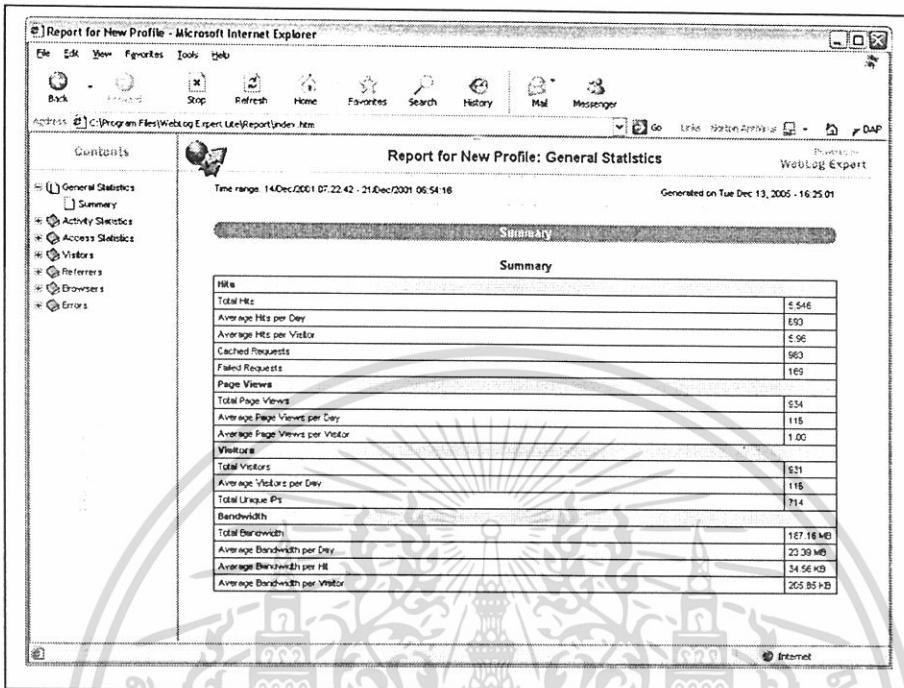 Report for New Profile - Microsoft Internet Explorer
File Edit View Favorites Tools Help
Back Forward Stop Refresh Home Favorites Search History Mail Messenger
Address C:\Program Files\WebLog Expert Lite\Report\index.htm Go Links Norton AntiVirus DAP
Contents
General Statistics
Summary
Activity Statistics
Access Statistics
Visitors
Referrers
Browsers
Errors
Report for New Profile: General Statistics
Powered by
WebLog Expert
Time range: 14/Dec/2001 07:22:42 - 21/Dec/2001 06:54:16
Generated on Tue Dec 13, 2005 - 16:25:01
Summary
Summary
Hits
Total Hits 5,546
Average Hits per Day 693
Average Hits per Visitor 5.96
Cached Requests 983
Failed Requests 169
Page Views
Total Page Views 934
Average Page Views per Day 116
Average Page Views per Visitor 1.00
Visitors
Total Visitors 931
Average Visitors per Day 116
Total Unique IPs 714
Bandwidth
Total Bandwidth 187.16 MB
Average Bandwidth per Day 23.39 MB
Average Bandwidth per Hit 34.56 KB
Average Bandwidth per Visitor 205.85 KB
Internet